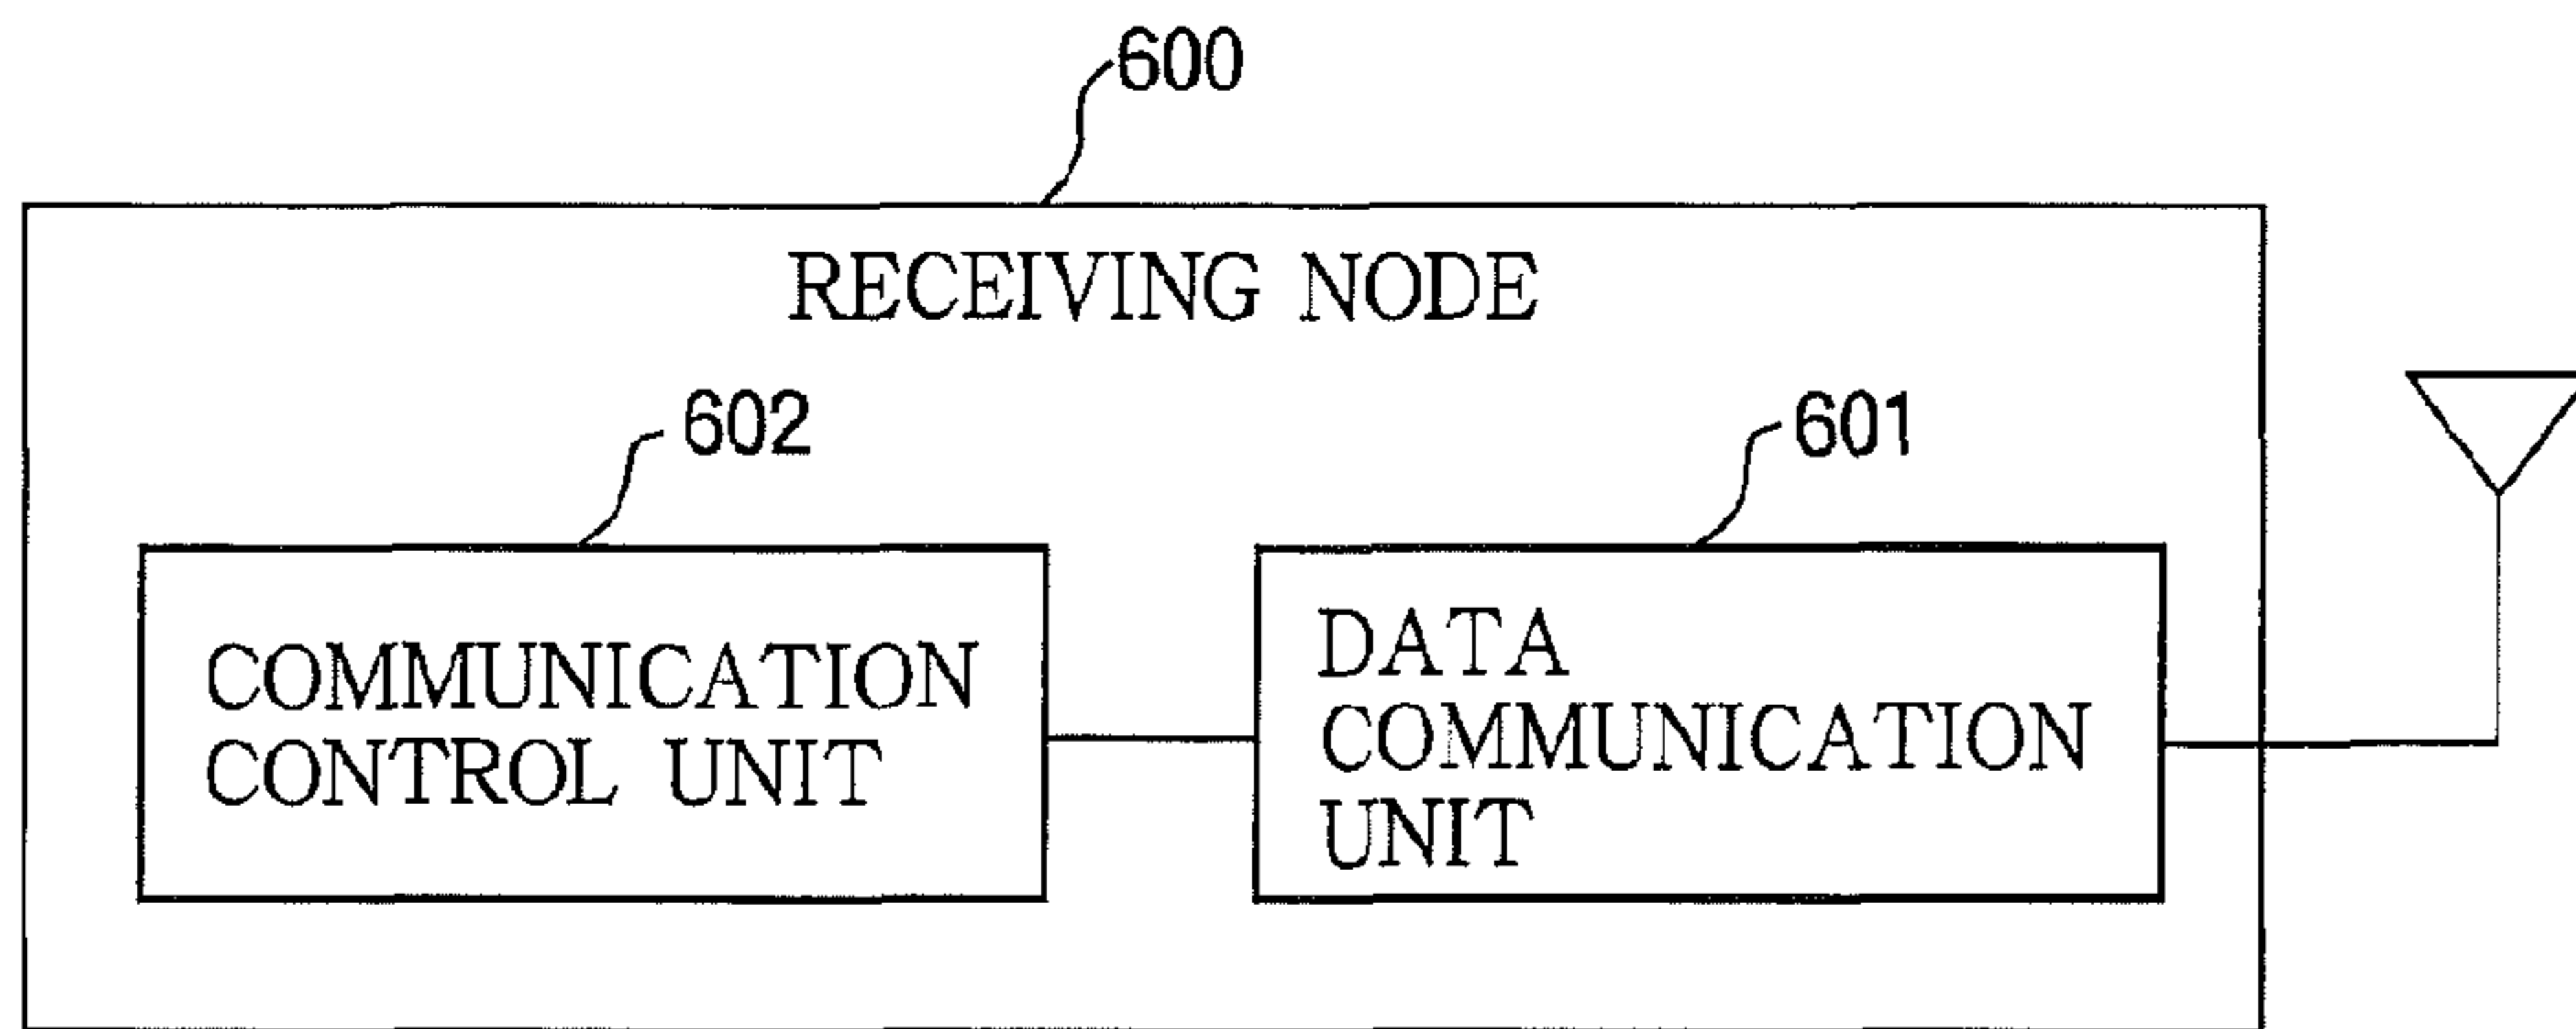 600
RECEIVING NODE
602
601
COMMUNICATION
CONTROL UNIT
DATA
COMMUNICATION
UNIT